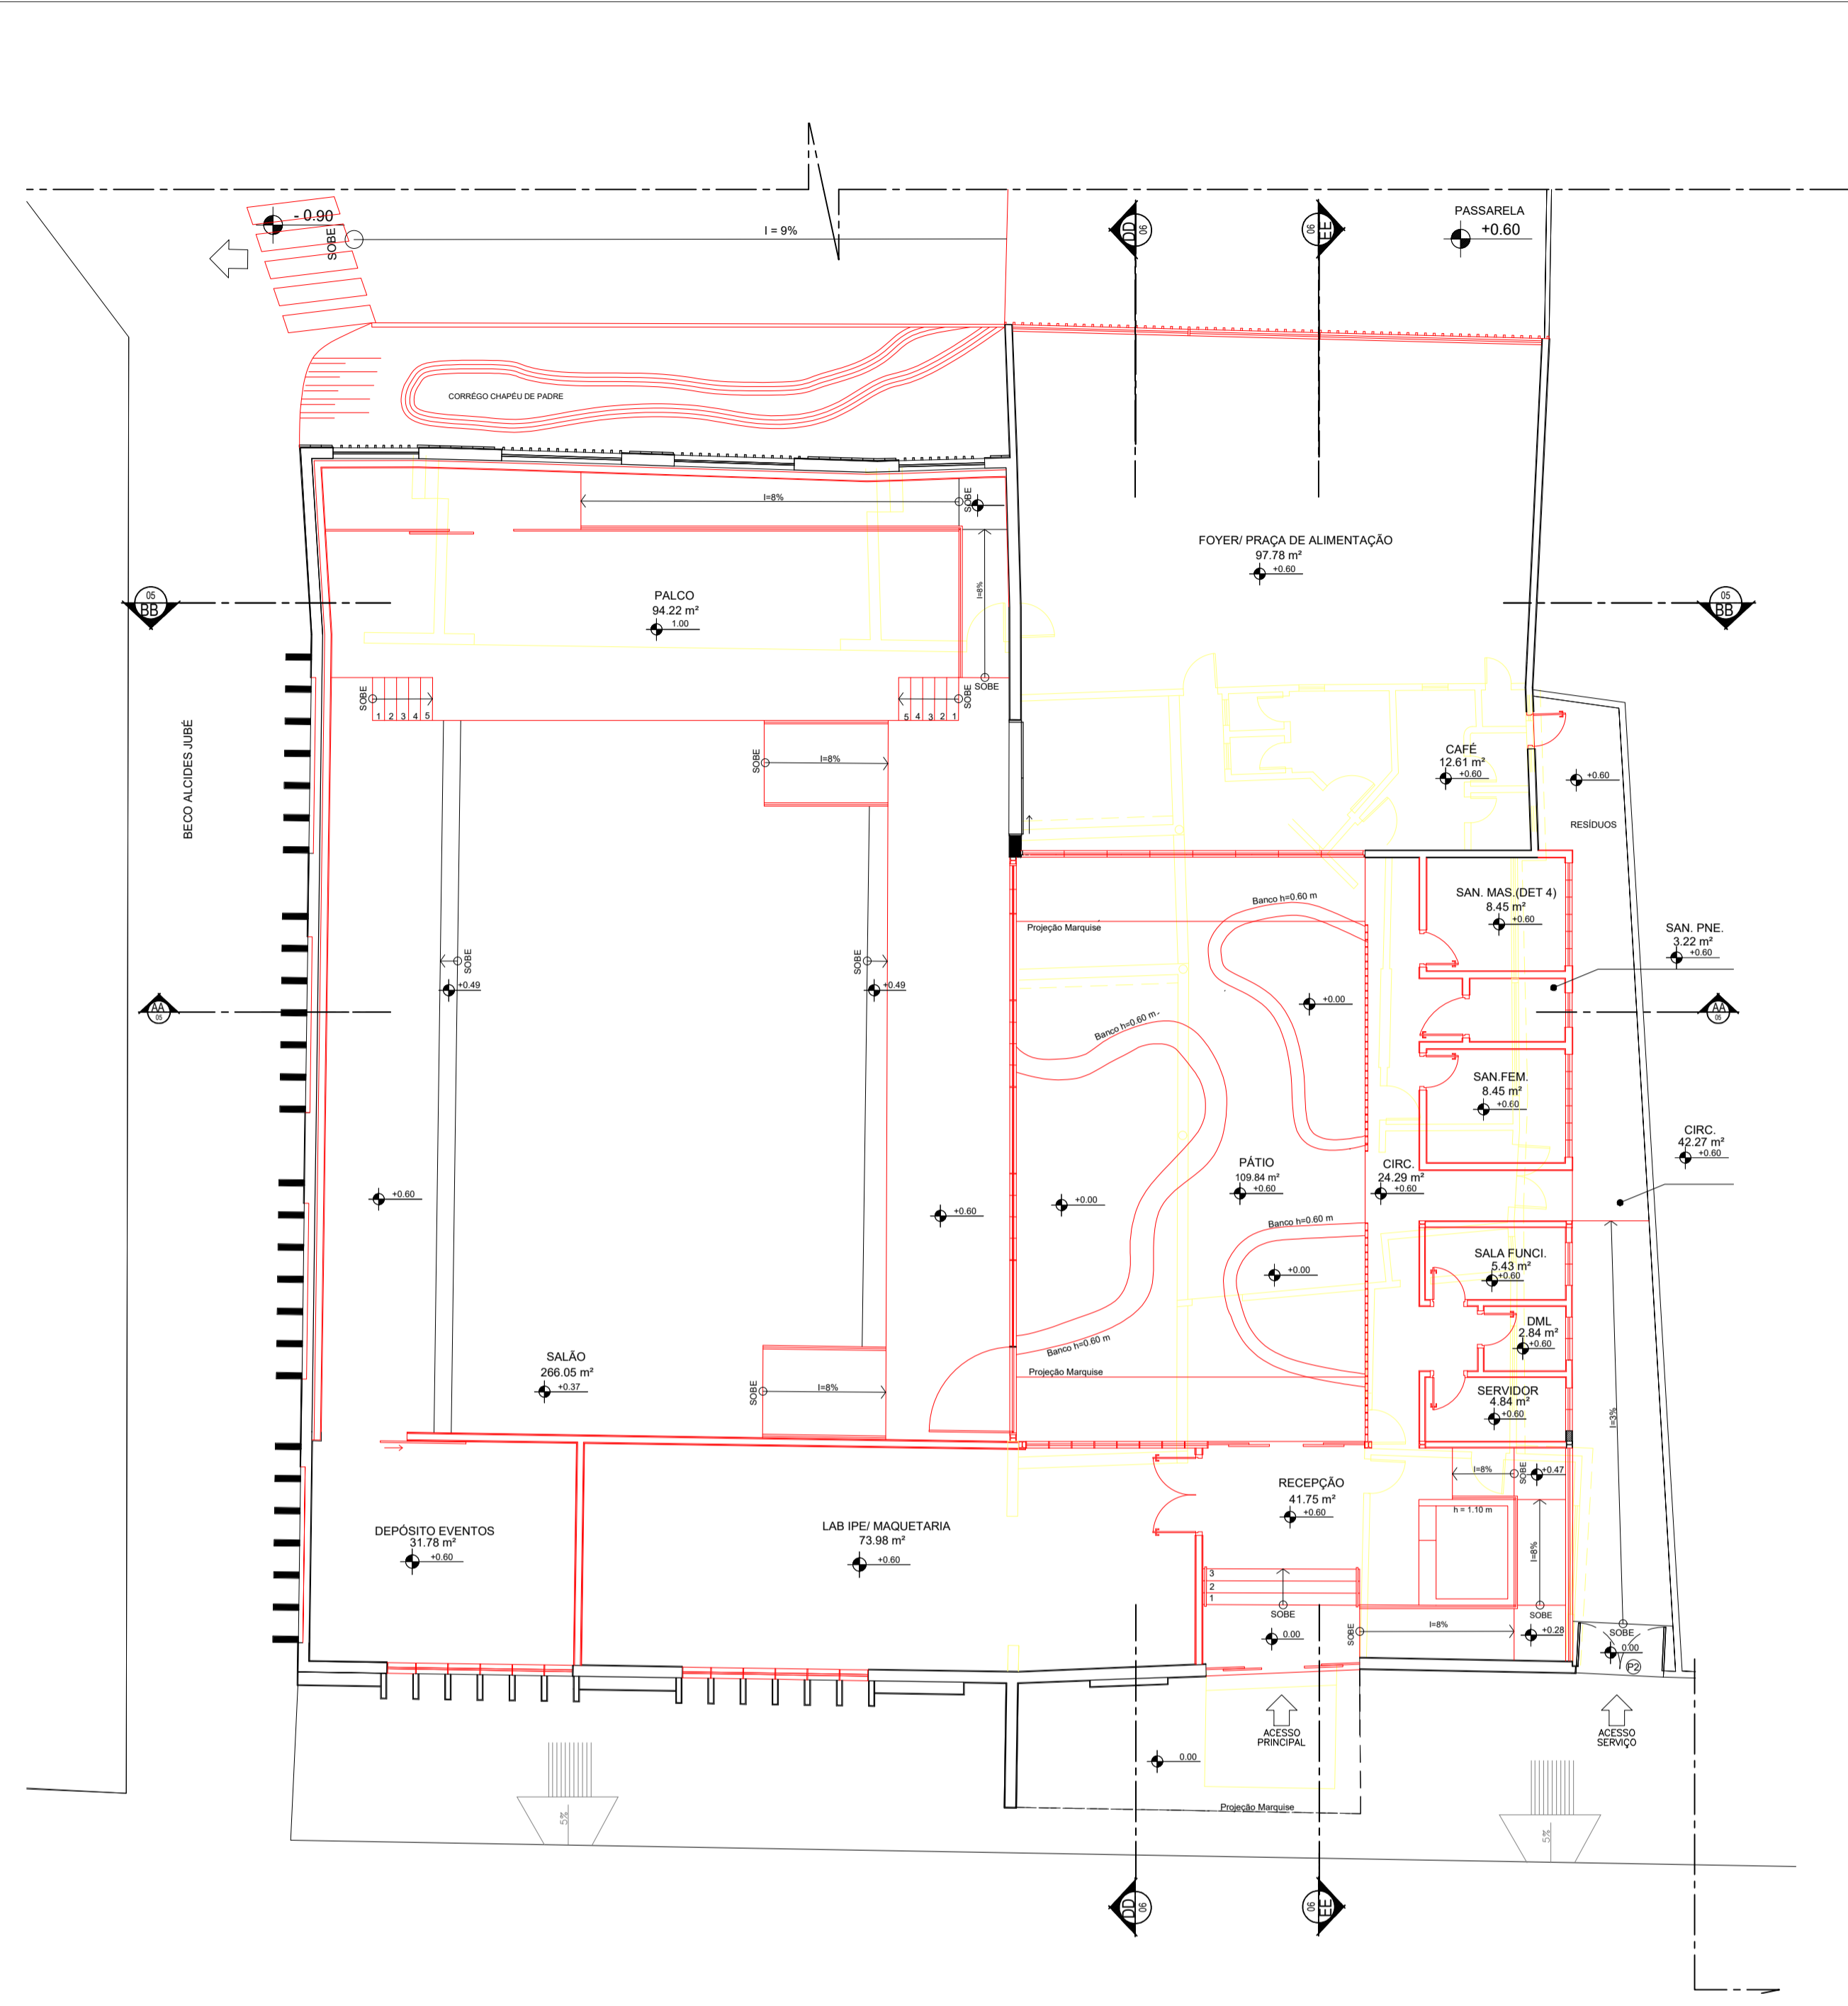 - 0.90
SOBE
I = 9%
DD
06
EE
06
PASSARELA
+0.60
CORRÉGO CHAPÉU DE PADRE
I=8%
SOBE
SOBE
I=8%
SOBE
FOYER/ PRAÇA DE ALIMENTAÇÃO
97.78 m²
+0.60
PALCO
94.22 m²
1.00
05
BB
05
BB
SOBE
1 2 3 4 5
5 4 3 2 1
SOBE
BECO ALCIDES JUBÉ
SOBE
I=8%
CAFÉ
12.61 m²
+0.60
+0.60
RESÍDUOS
SAN. MAS.(DET 4)
8.45 m²
+0.60
Banco h=0.60 m
Projeção Marquise
SAN. PNE.
3.22 m²
+0.60
SOBE
SOBE
+0.49
+0.49
+0.00
AA
05
AA
05
Banco h=0.60 m
SAN.FEM.
8.45 m²
+0.60
CIRC.
42.27 m²
+0.60
PÁTIO
109.84 m²
+0.60
CIRC.
24.29 m²
+0.60
+0.60
+0.60
+0.00
Banco h=0.60 m
SALA FUNCI.
5.43 m²
+0.60
+0.00
DML
2.84 m²
+0.60
Banco h=0.60 m
Projeção Marquise
SALÃO
266.05 m²
+0.37
SOBE
I=8%
SERVIDOR
4.84 m²
+0.60
I=3%
RECEPÇÃO
41.75 m²
+0.60
I=8%
SOBE
+0.47
h = 1.10 m
I=8%
DEPÓSITO EVENTOS
31.78 m²
+0.60
LAB IPE/ MAQUETARIA
73.98 m²
+0.60
3
2
1
SOBE
SOBE
0.00
SOBE
I=8%
+0.28
SOBE
0.00
P2
ACESSO
PRINCIPAL
ACESSO
SERVIÇO
0.00
Projeção Marquise
5%
5%
DD
06
EE
06